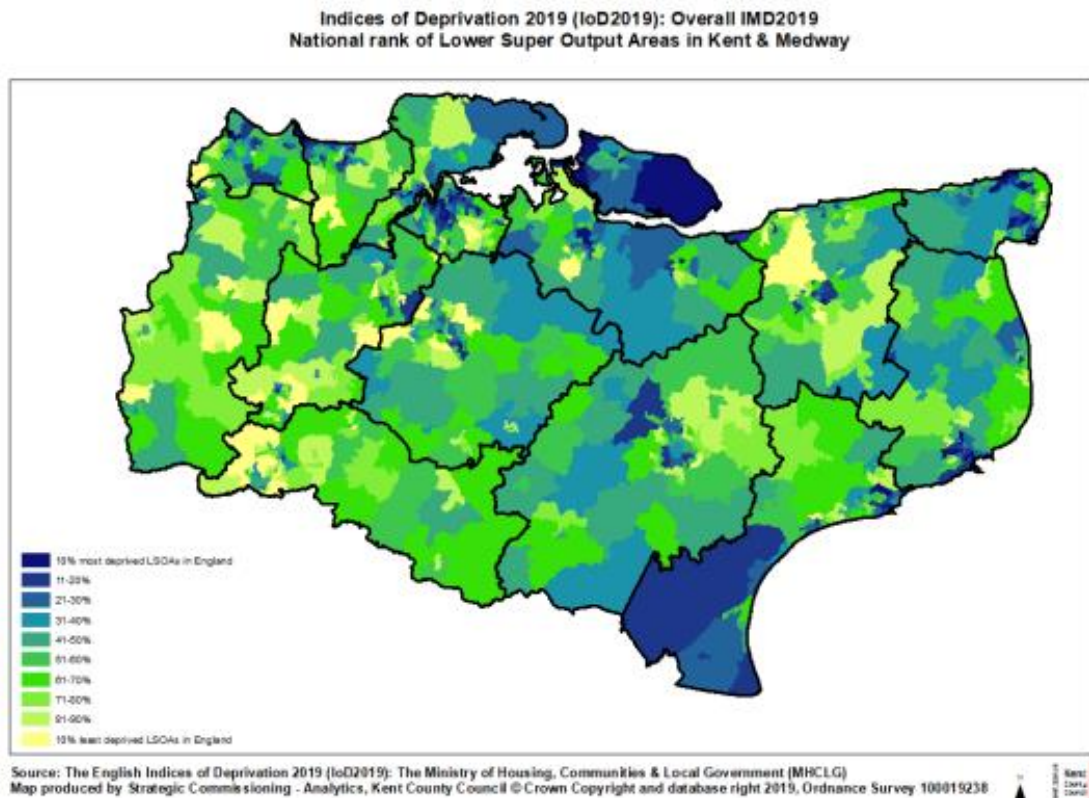 Indices of Deprivation 2019 (IoD2019): Overall IMD2019
National rank of Lower Super Output Areas in Kent & Medway
10% most deprived LSOAs in England
11-20%
21-30%
31-40%
41-50%
51-60%
61-70%
71-80%
81-90%
10% least deprived LSOAs in England
Source: The English Indices of Deprivation 2019 (IoD2019): The Ministry of Housing, Communities & Local Government (MHCLG)
Map produced by Strategic Commissioning - Analytics, Kent County Council © Crown Copyright and database right 2019, Ordnance Survey 100019238